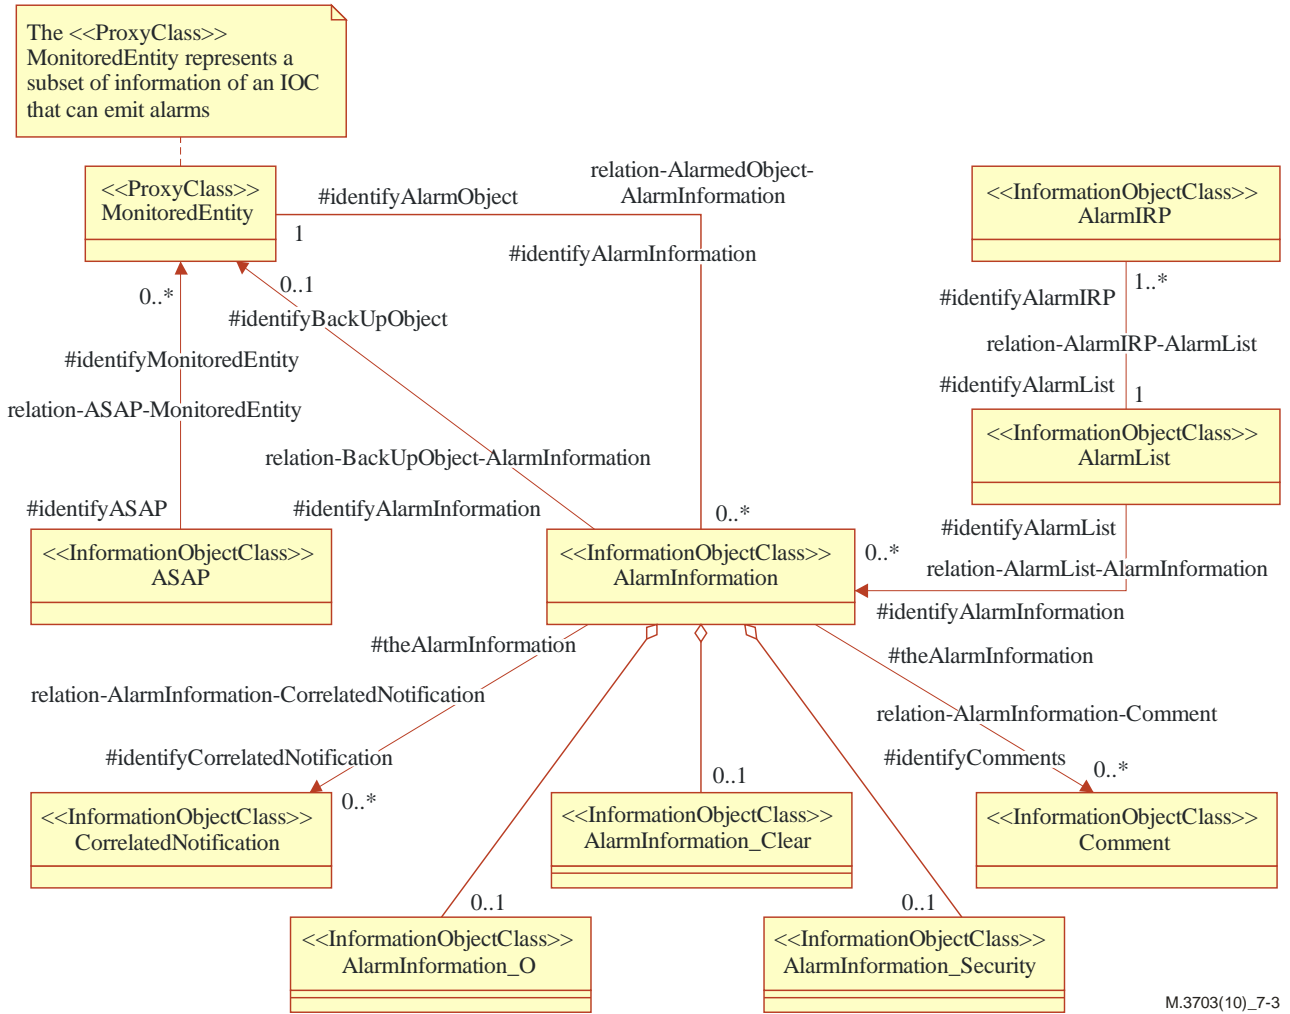 The <<ProxyClass>>
MonitoredEntity represents a
subset of information of an IOC
that can emit alarms
<<ProxyClass>>
MonitoredEntity
#identifyAlarmObject
1
relation-AlarmedObject-
AlarmInformation
#identifyAlarmInformation
<<InformationObjectClass>>
AlarmIRP
1..*
#identifyAlarmIRP
relation-AlarmIRP-AlarmList
#identifyAlarmList
1
0..*
0..1
#identifyBackUpObject
#identifyMonitoredEntity
relation-ASAP-MonitoredEntity
<<InformationObjectClass>>
AlarmList
relation-BackUpObject-AlarmInformation
#identifyASAP
#identifyAlarmInformation
0..*
#identifyAlarmList
<<InformationObjectClass>>
ASAP
<<InformationObjectClass>>
AlarmInformation
0..*
relation-AlarmList-AlarmInformation
#identifyAlarmInformation
#theAlarmInformation
#theAlarmInformation
relation-AlarmInformation-CorrelatedNotification
relation-AlarmInformation-Comment
#identifyCorrelatedNotification
#identifyComments
0..*
0..1
0..*
<<InformationObjectClass>>
CorrelatedNotification
<<InformationObjectClass>>
AlarmInformation_Clear
<<InformationObjectClass>>
Comment
0..1
0..1
<<InformationObjectClass>>
AlarmInformation_O
<<InformationObjectClass>>
AlarmInformation_Security
M.3703(10)_7-3